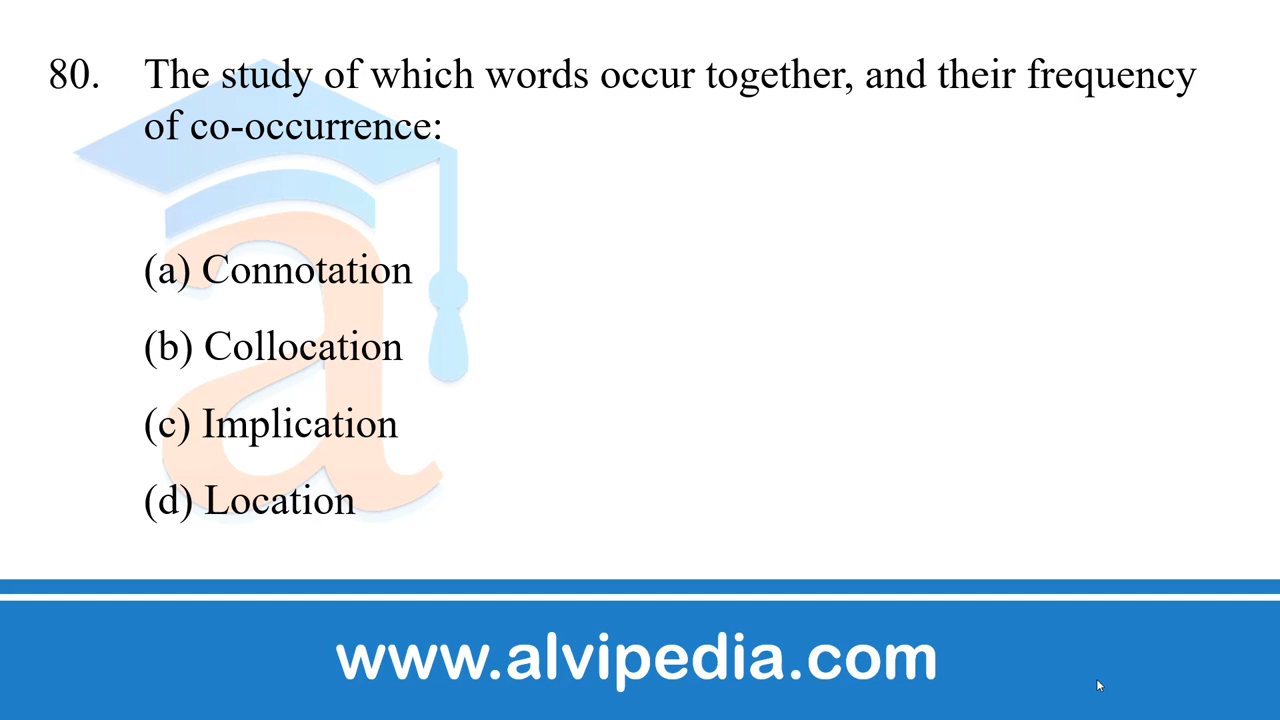 80. The study of which words occur together, and their frequency
of co-occurrence:
(a) Connotation
(b) Collocation
(c) Implication
(d) Location
www.alvipedia.com